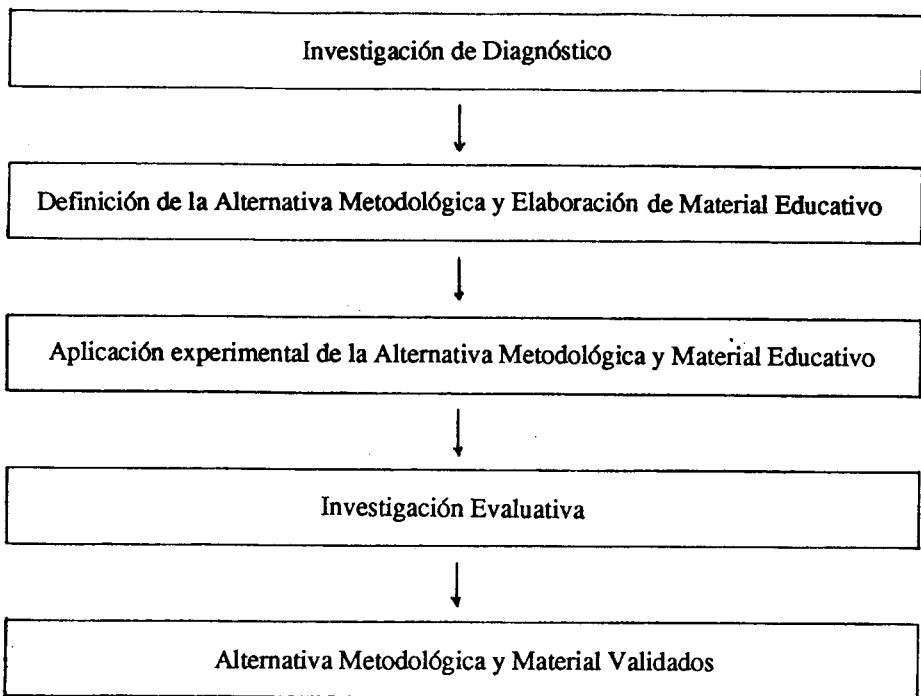 Investigación de Diagnóstico
Definición de la Alternativa Metodológica y Elaboración de Material Educativo
Aplicación experimental de la Alternativa Metodológica y Material Educativo
Investigación Evaluativa
Alternativa Metodológica y Material Validados